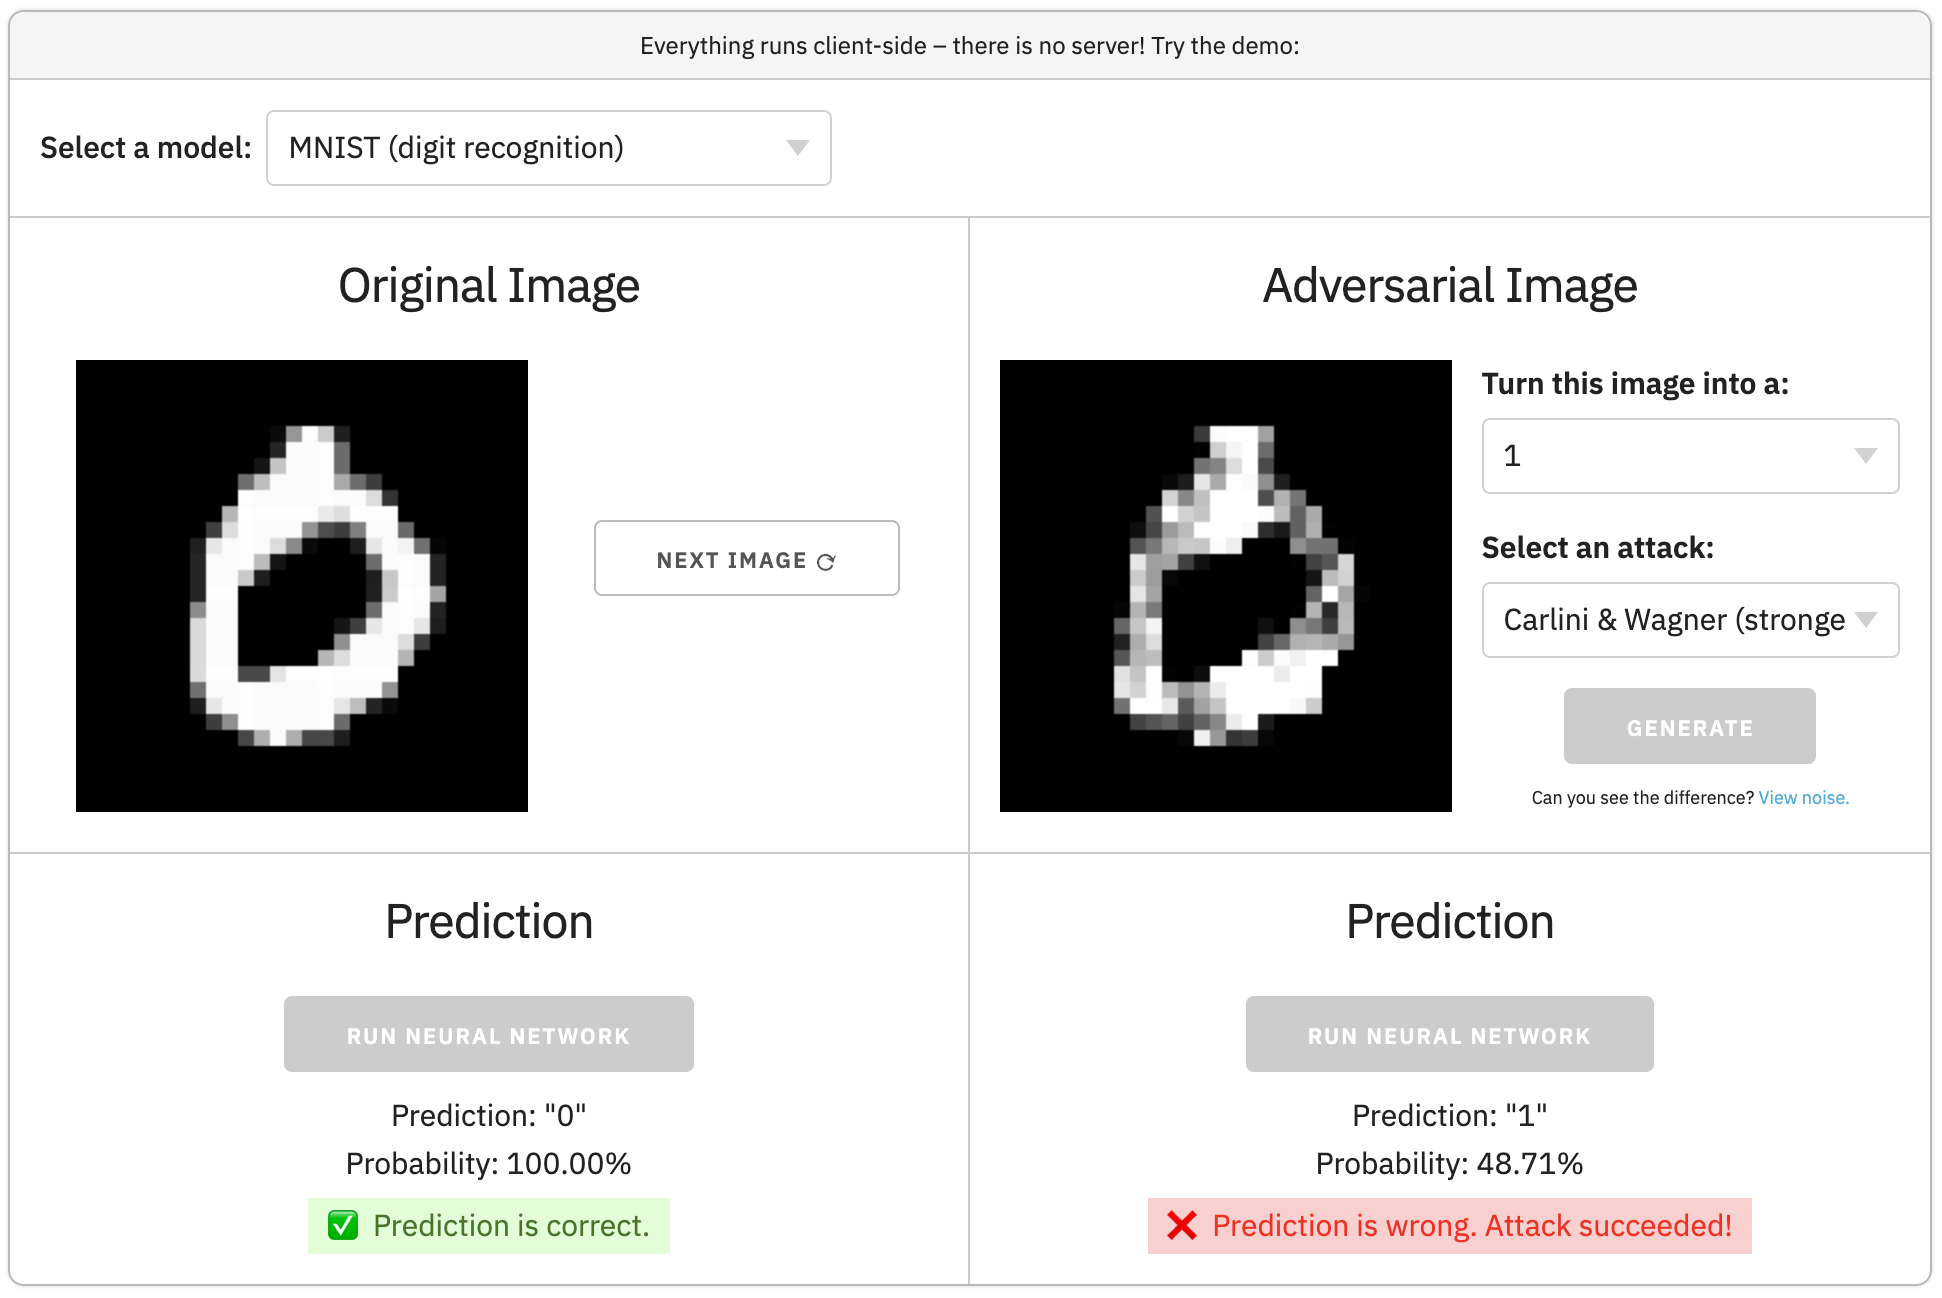 Everything runs client-side – there is no server! Try the demo:
Select a model:
MNIST (digit recognition)
Original Image
NEXT IMAGE
Adversarial Image
Turn this image into a:
1
Select an attack:
Carlini & Wagner (stronge
GENERATE
Can you see the difference? View noise.
Prediction
RUN NEURAL NETWORK
Prediction: "0"
Probability: 100.00%
Prediction is correct.
Prediction
RUN NEURAL NETWORK
Prediction: "1"
Probability: 48.71%
Prediction is wrong. Attack succeeded!